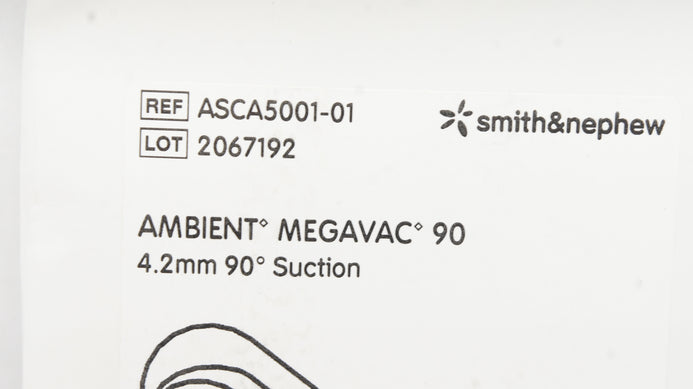 REF ASCA5001-01
smith&nephew
LOT 2067192
AMBIENT◇ MEGAVAC◇ 90
4.2mm 90° Suction